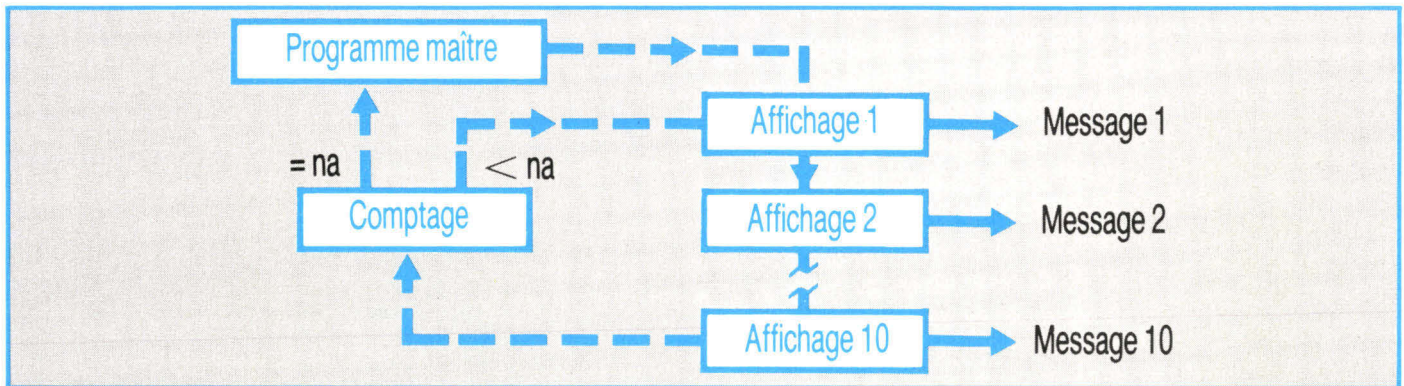 Programme maître
Affichage 1
Message 1
= na
< na
Comptage
Affichage 2
Message 2
Affichage 10
Message 10